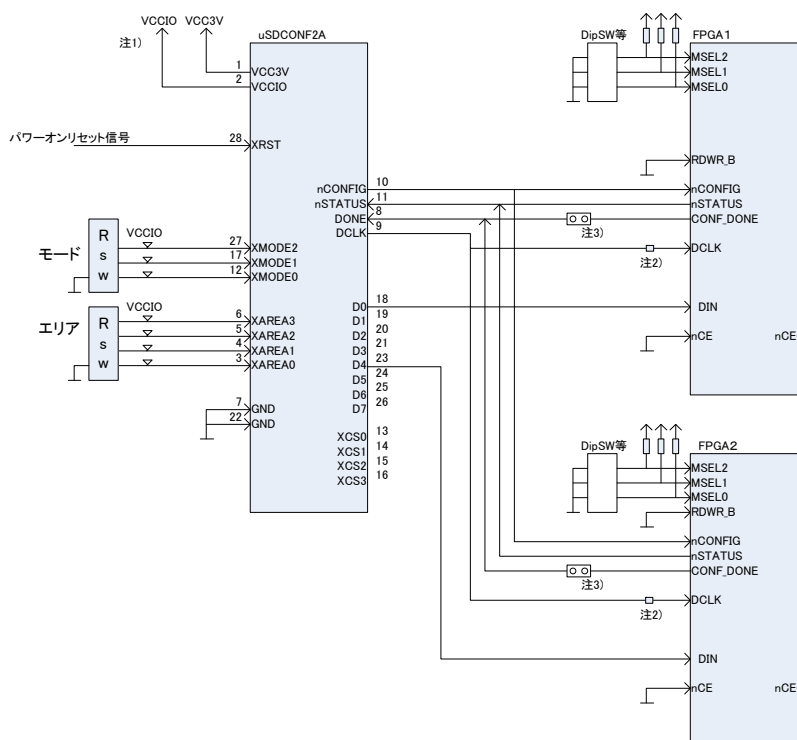 VCCIO VCC3V
注1)
uSDCONF2A
1
VCC3V
2
VCCIO
パワーオンリセット信号
28
XRST
nCONFIG
10
nSTATUS
11
DONE
8
DCLK
9
モード
R
s
w
VCCIO
27
XMODE2
17
XMODE1
12
XMODE0
エリア
R
s
w
VCCIO
6
XAREA3
5
XAREA2
4
XAREA1
3
XAREA0
D0
18
D1
19
D2
20
D3
21
D4
23
D5
24
D6
25
D7
26
7
GND
22
GND
XCS0
13
XCS1
14
XCS2
15
XCS3
16
DipSW等
FPGA1
MSEL2
MSEL1
MSEL0
RDWR_B
nCONFIG
nSTATUS
CONF_DONE
注3)
DCLK
注2)
DIN
nCE
nCE
DipSW等
FPGA2
MSEL2
MSEL1
MSEL0
RDWR_B
nCONFIG
nSTATUS
CONF_DONE
注3)
DCLK
注2)
DIN
nCE
nCE